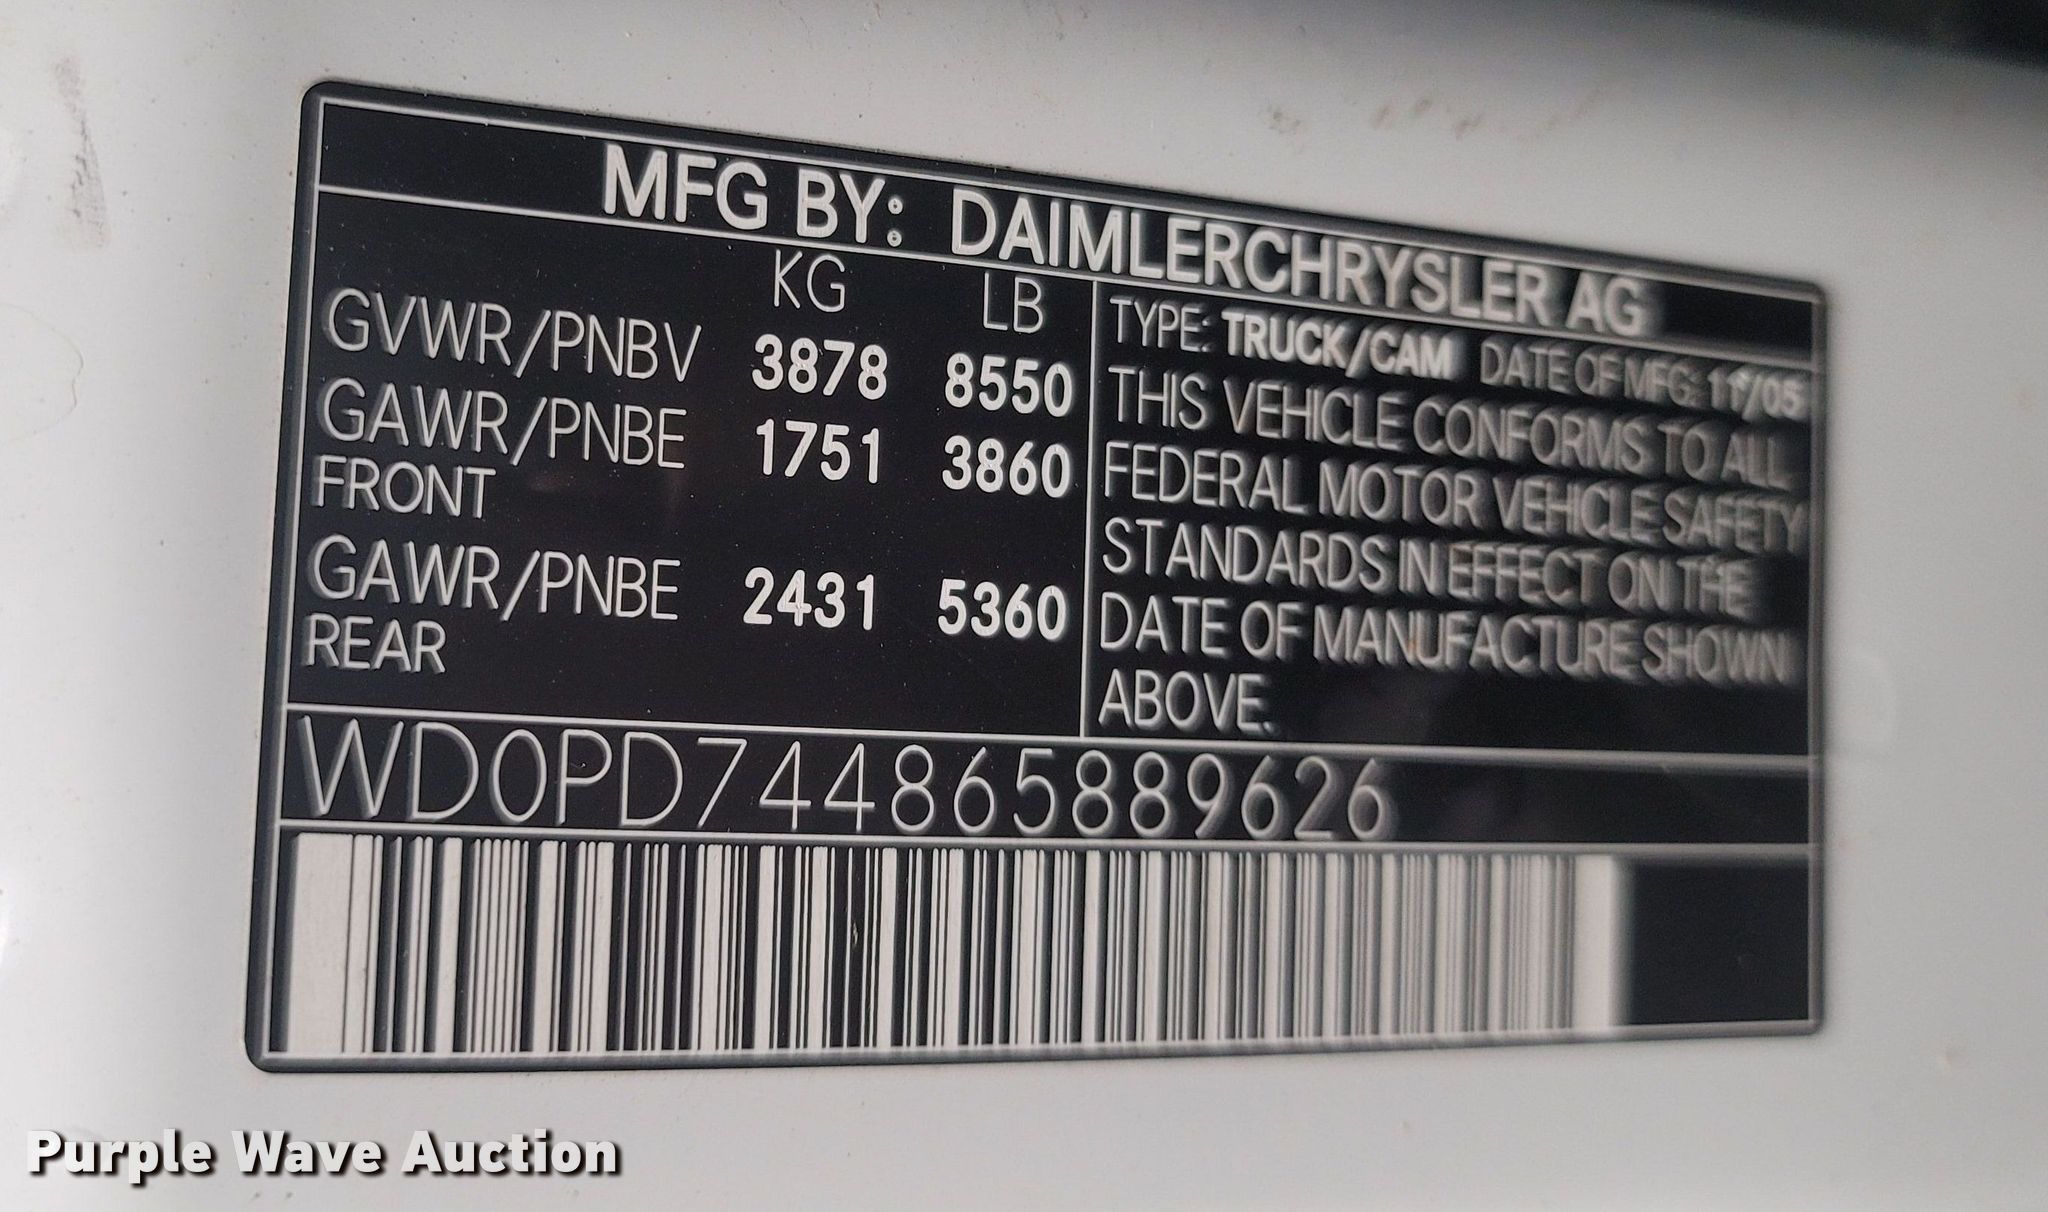 MFG BY: DAIMLERCHRYSLER AG
KG LB
GVWR/PNBV 3878 8550
GAWR/PNBE 1751 3860
FRONT
GAWR/PNBE 2431 5360
REAR
TYPE: TRUCK/CAM DATE OF MFG: 11/05
THIS VEHICLE CONFORMS TO ALL
FEDERAL MOTOR VEHICLE SAFETY
STANDARDS IN EFFECT ON THE
DATE OF MANUFACTURE SHOWN
ABOVE.
WD0PD744865889626
Purple Wave Auction